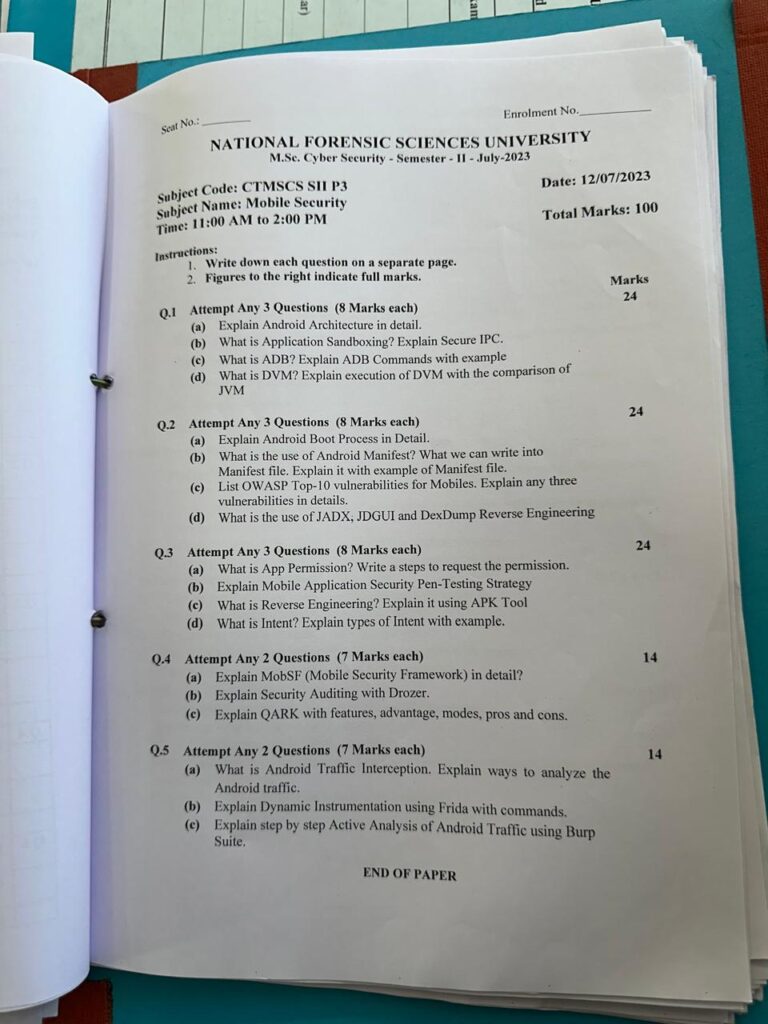 ar)
xam
d
Seat No.: ________
Enrolment No.__________
NATIONAL FORENSIC SCIENCES UNIVERSITY
M.Sc. Cyber Security - Semester - II - July-2023
Subject Code: CTMSCS SII P3
Date: 12/07/2023
Subject Name: Mobile Security
Time: 11:00 AM to 2:00 PM
Total Marks: 100
Instructions:
1. Write down each question on a separate page.
2. Figures to the right indicate full marks.
Marks
Q.1 Attempt Any 3 Questions (8 Marks each) 24
(a) Explain Android Architecture in detail.
(b) What is Application Sandboxing? Explain Secure IPC.
(c) What is ADB? Explain ADB Commands with example
(d) What is DVM? Explain execution of DVM with the comparison of
JVM
Q.2 Attempt Any 3 Questions (8 Marks each) 24
(a) Explain Android Boot Process in Detail.
(b) What is the use of Android Manifest? What we can write into
Manifest file. Explain it with example of Manifest file.
(c) List OWASP Top-10 vulnerabilities for Mobiles. Explain any three
vulnerabilities in details.
(d) What is the use of JADX, JDGUI and DexDump Reverse Engineering
Q.3 Attempt Any 3 Questions (8 Marks each) 24
(a) What is App Permission? Write a steps to request the permission.
(b) Explain Mobile Application Security Pen-Testing Strategy
(c) What is Reverse Engineering? Explain it using APK Tool
(d) What is Intent? Explain types of Intent with example.
Q.4 Attempt Any 2 Questions (7 Marks each) 14
(a) Explain MobSF (Mobile Security Framework) in detail?
(b) Explain Security Auditing with Drozer.
(c) Explain QARK with features, advantage, modes, pros and cons.
Q.5 Attempt Any 2 Questions (7 Marks each) 14
(a) What is Android Traffic Interception. Explain ways to analyze the
Android traffic.
(b) Explain Dynamic Instrumentation using Frida with commands.
(c) Explain step by step Active Analysis of Android Traffic using Burp
Suite.
END OF PAPER